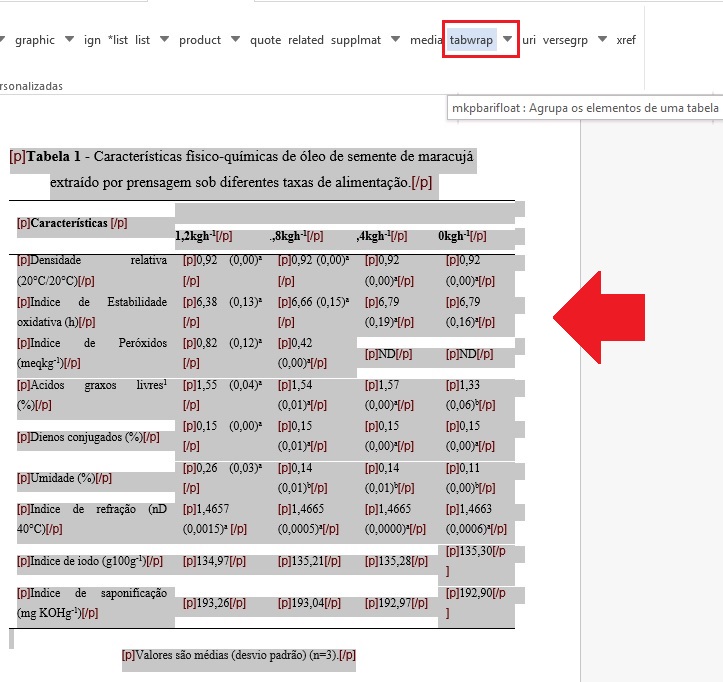 graphic ign *list list product quote related supplmat media tabwrap uri versegrp xref
rsonalizadas
mkpbarifloat : Agrupa os elementos de uma tabela
[p]Tabela 1 - Características físico-químicas de óleo de semente de maracujá
extraído por prensagem sob diferentes taxas de alimentação.[/p]
[p]Características [/p]
1,2kgh-1[/p] .,8kgh-1[/p] ,4kgh-1[/p] 0kgh-1[/p]
[p]Densidade relativa [p]0,92 (0,00)ª [p]0,92 (0,00)ª [p]0,92 [p]0,92
(20°C/20°C)[/p] [/p] [/p] (0,00)ª[/p] (0,00)ª[/p]
[p]Indice de Estabilidade [p]6,38 (0,13)ª [p]6,66 (0,15)ª [p]6,79 [p]6,79
oxidativa (h)[/p] [/p] [/p] (0,19)ª[/p] (0,16)ª[/p]
[p]Indice de Peróxidos [p]0,82 (0,12)ª [p]0,42 [p]ND[/p] [p]ND[/p]
(meqkg-1)[/p] [/p] (0,00)ª[/p]
[p]Acidos graxos livres¹ [p]1,55 (0,04)ª [p]1,54 [p]1,57 [p]1,33
(%)[/p] [/p] (0,01)ª[/p] (0,00)ª[/p] (0,06)ᵇ[/p]
[p]Dienos conjugados (%)[/p] [p]0,15 (0,00)ª [p]0,15 [p]0,15 [p]0,15
[/p] (0,01)ª[/p] (0,00)ª[/p] (0,00)ª[/p]
[p]Umidade (%)[/p] [p]0,26 (0,03)ª [p]0,14 [p]0,14 [p]0,11
[/p] (0,01)ᵇ[/p] (0,01)ᵇ[/p] (0,00)ᵇ[/p]
[p]Indice de refração (nD [p]1,4657 [p]1,4665 [p]1,4665 [p]1,4663
40°C)[/p] (0,0015)ª [/p] (0,0005)ª[/p] (0,0000)ª[/p] (0,0006)ª[/p]
[p]Indice de iodo (g100g-1)[/p] [p]134,97[/p] [p]135,21[/p] [p]135,28[/p] [p]135,30[/p
]
[p]Indice de saponificação [p]193,26[/p] [p]193,04[/p] [p]192,97[/p] [p]192,90[/p
(mg KOHg-1)[/p] ]
[p]Valores são médias (desvio padrão) (n=3).[/p]